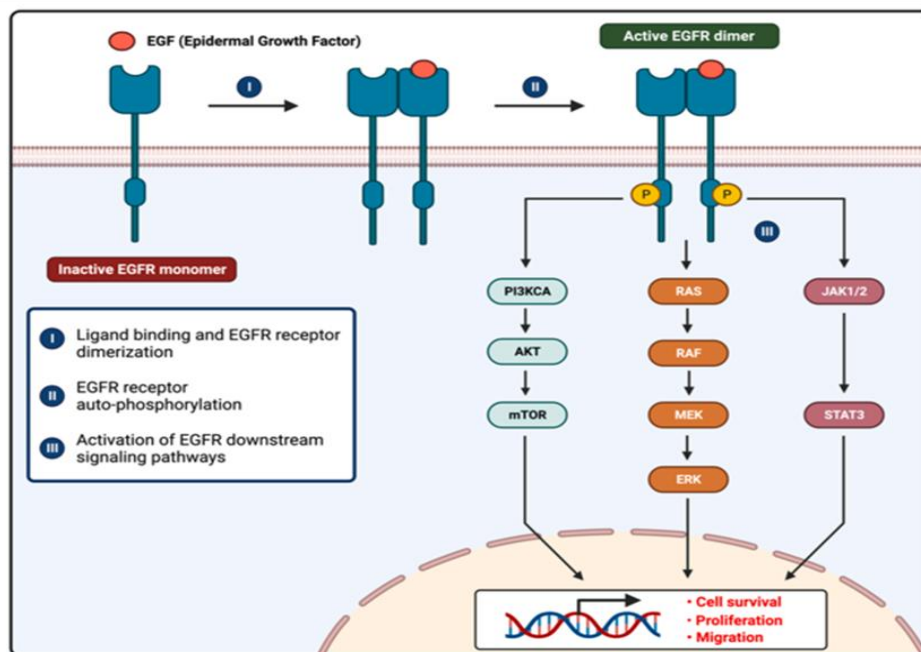 EGF (Epidermal Growth Factor)
Active EGFR dimer
I
II
P
P
III
Inactive EGFR monomer
I Ligand binding and EGFR receptor
dimerization
II EGFR receptor
auto-phosphorylation
III Activation of EGFR downstream
signaling pathways
PI3KCA
RAS
JAK1/2
AKT
RAF
mTOR
MEK
STAT3
ERK
• Cell survival
• Proliferation
• Migration